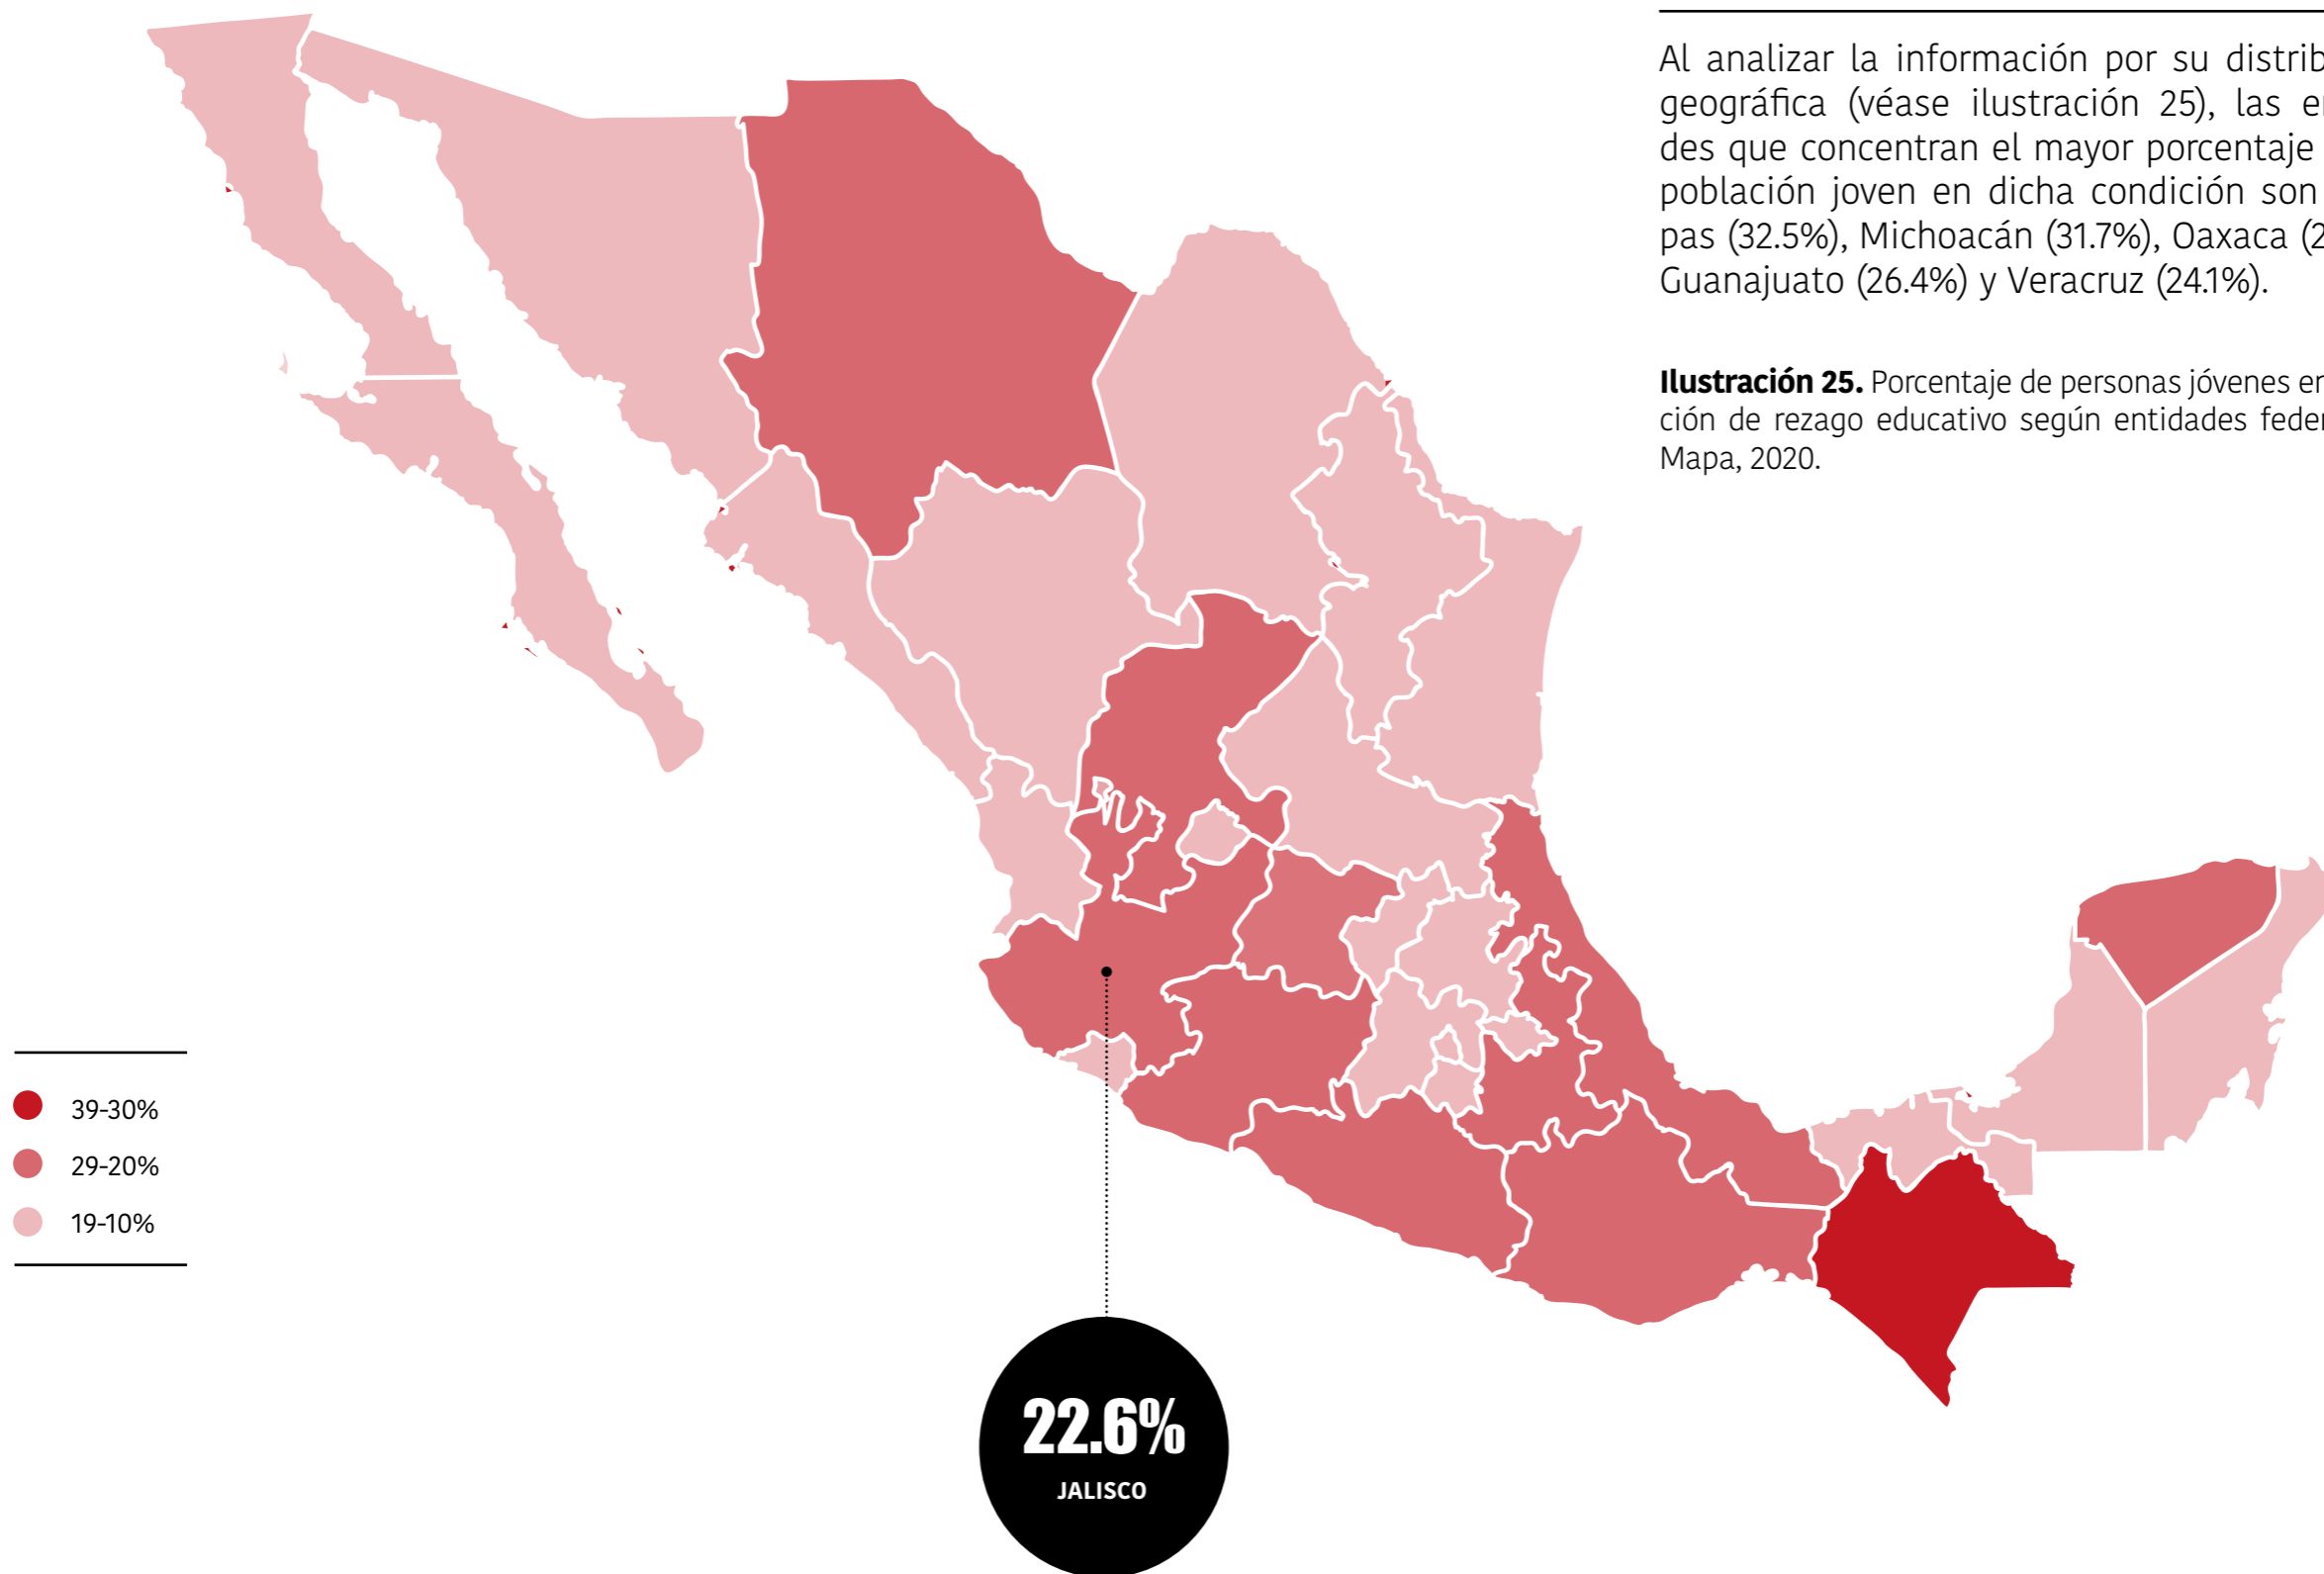 Al analizar la información por su distrib
geográfica (véase ilustración 25), las en
des que concentran el mayor porcentaje
población joven en dicha condición son
pas (32.5%), Michoacán (31.7%), Oaxaca (2
Guanajuato (26.4%) y Veracruz (24.1%).
Ilustración 25. Porcentaje de personas jóvenes en
ción de rezago educativo según entidades feder
Mapa, 2020.
39-30%
29-20%
19-10%
22.6%
JALISCO